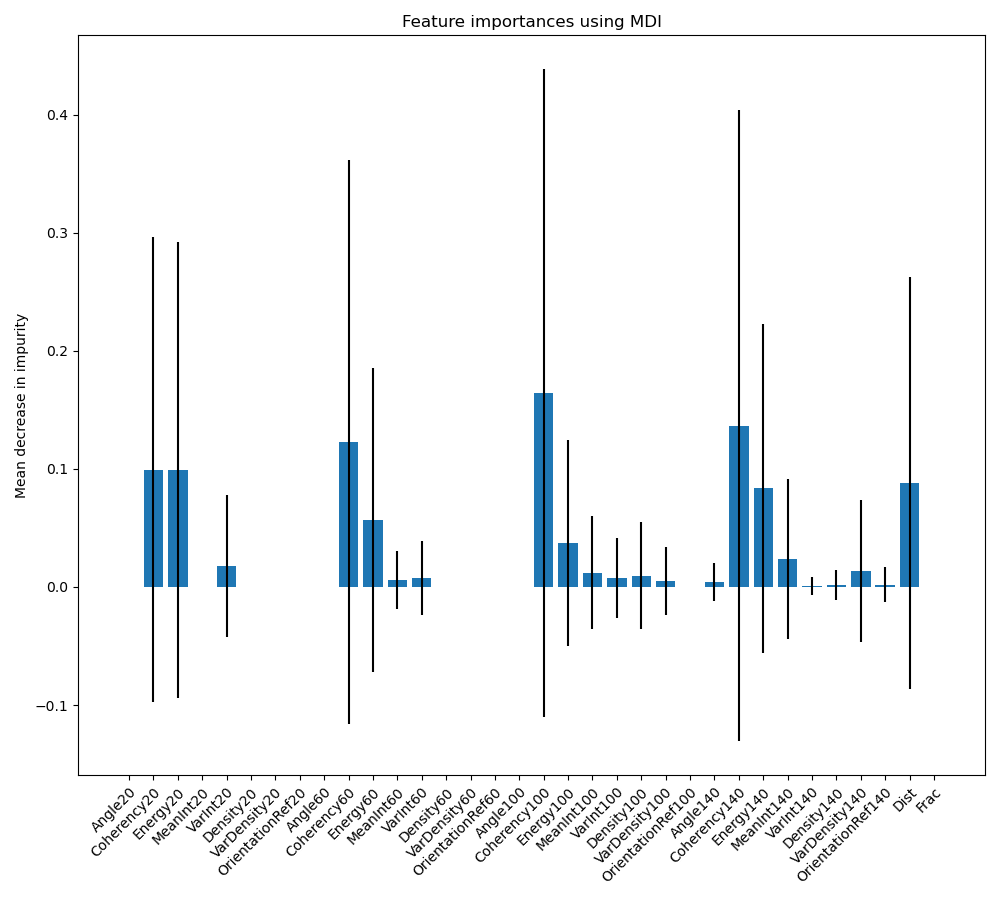 Feature importances using MDI
Mean decrease in impurity
0.4
0.3
0.2
0.1
0.0
−0.1
Angle20
Coherency20
Energy20
MeanInt20
VarInt20
Density20
VarDensity20
OrientationRef20
Angle60
Coherency60
Energy60
MeanInt60
VarInt60
Density60
VarDensity60
OrientationRef60
Angle100
Coherency100
Energy100
MeanInt100
VarInt100
Density100
VarDensity100
OrientationRef100
Angle140
Coherency140
Energy140
MeanInt140
VarInt140
Density140
VarDensity140
OrientationRef140
Dist
Frac